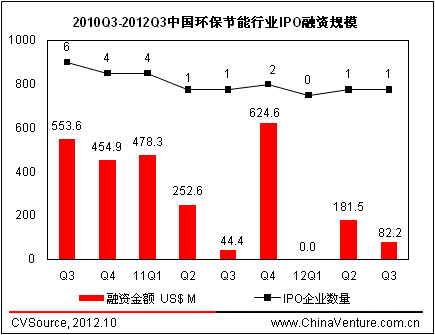 2010Q3-2012Q3中国环保节能行业IPO融资规模
1000
800
600
400
200
0
6 4 4 1 1 2 0 1 1
553.6 454.9 478.3 252.6 44.4 624.6 0.0 181.5 82.2
Q3 Q4 11Q1 Q2 Q3 Q4 12Q1 Q2 Q3
融资金额 US$ M IPO企业数量
CVSource, 2012.10 www.ChinaVenture.com.cn